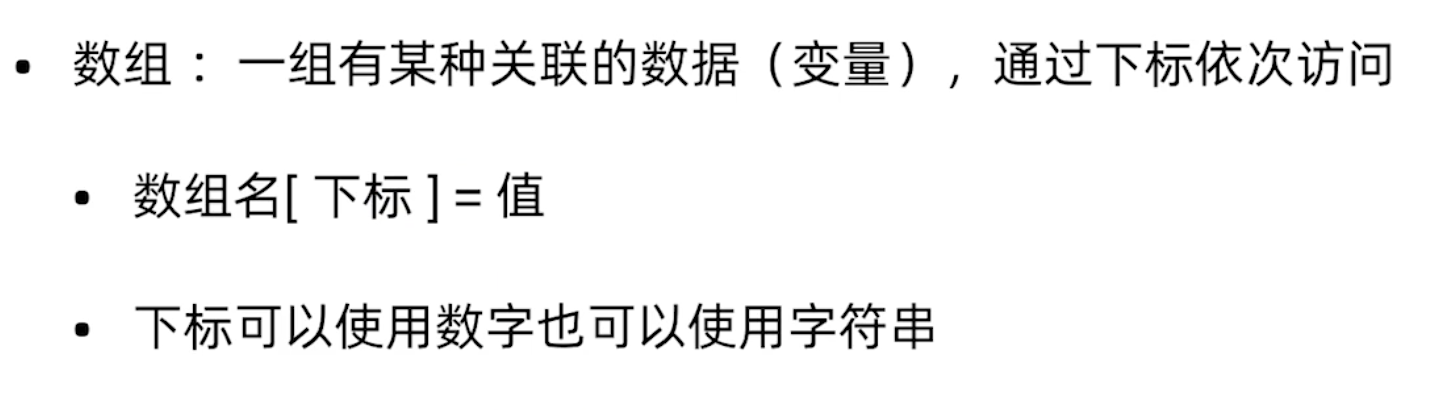 • 数组：一组有某种关联的数据（变量），通过下标依次访问
• 数组名[ 下标 ] = 值
• 下标可以使用数字也可以使用字符串